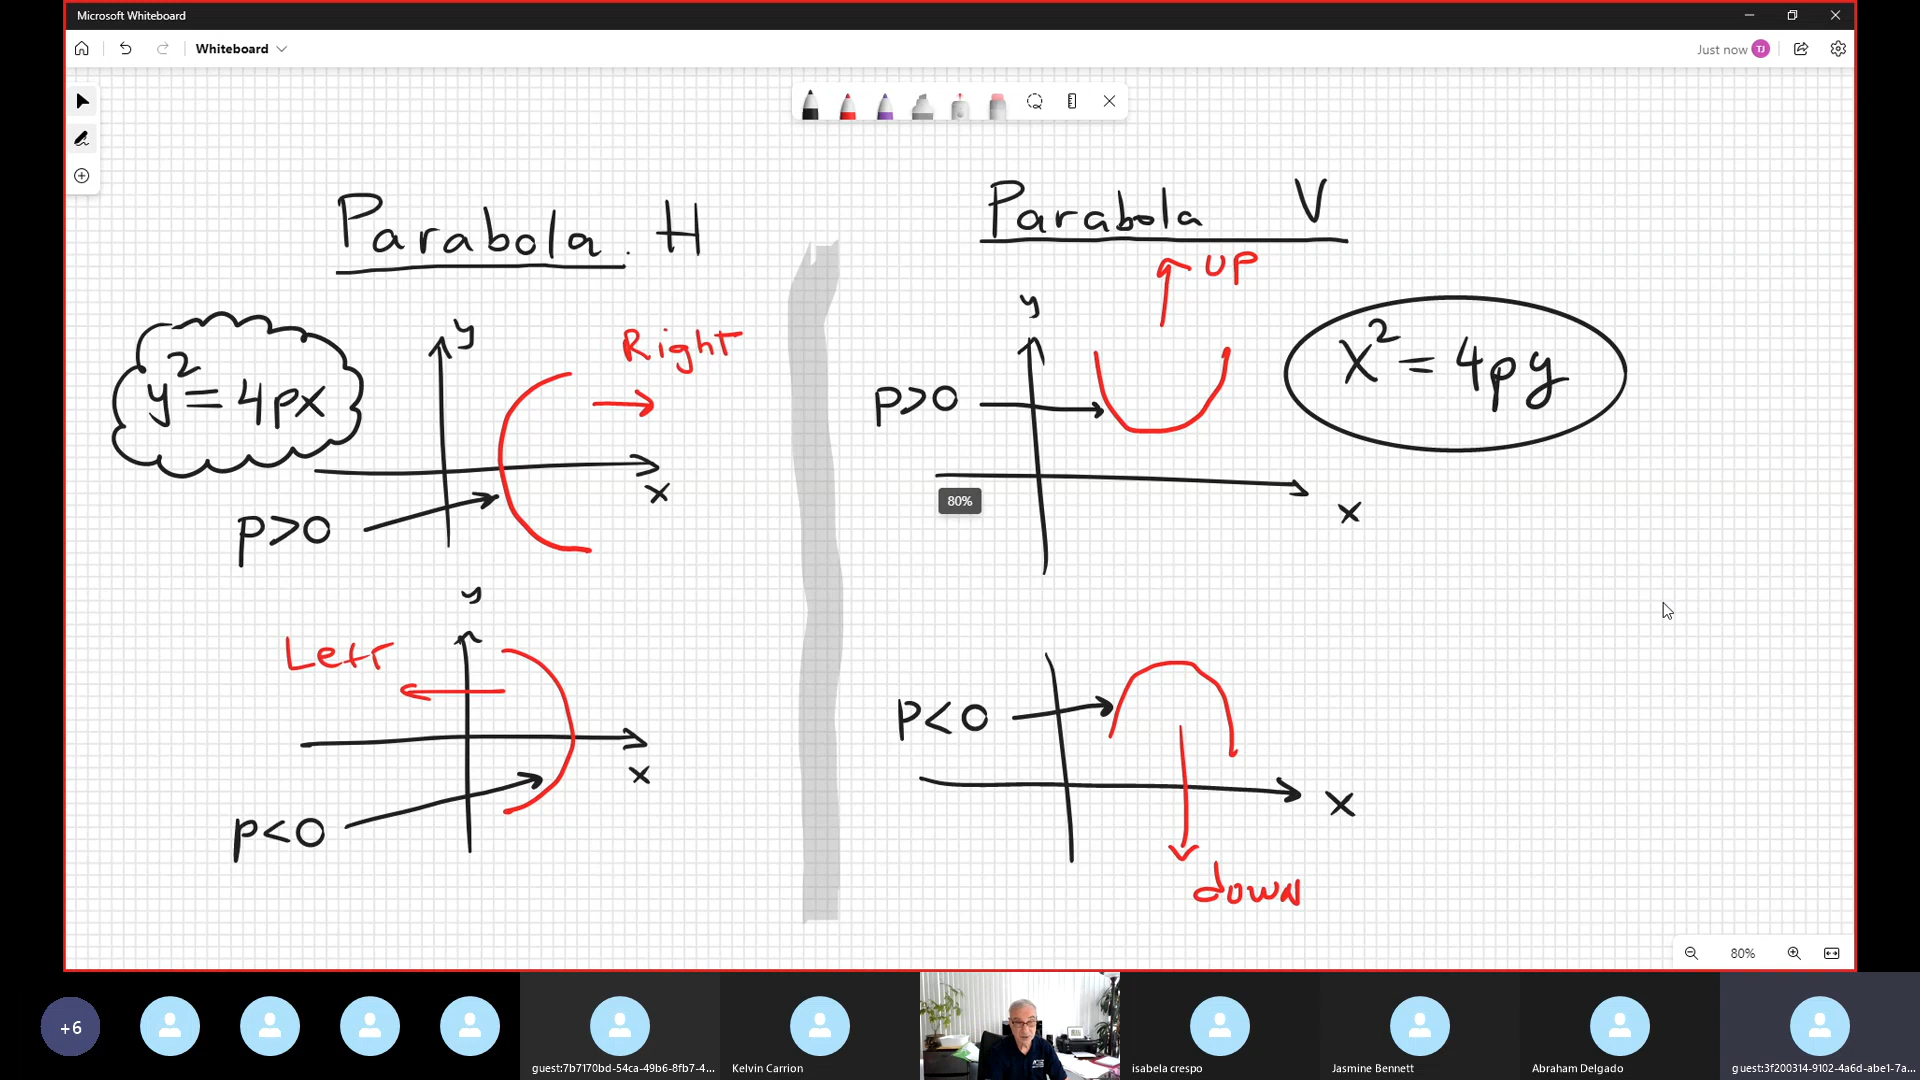 Microsoft Whiteboard
Whiteboard
Just now TJ
Parabola. H
y² = 4px
y
Right
x
p>0
y
Left
x
p<0
Parabola V
UP
y
p>0
x² = 4py
80%
x
p<0
x
down
80%
+6
guest:7b7170bd-54ca-49b6-8fb7-4...
Kelvin Carrion
isabela crespo
Jasmine Bennett
Abraham Delgado
guest:3f200314-9102-4a6d-abe1-7a...